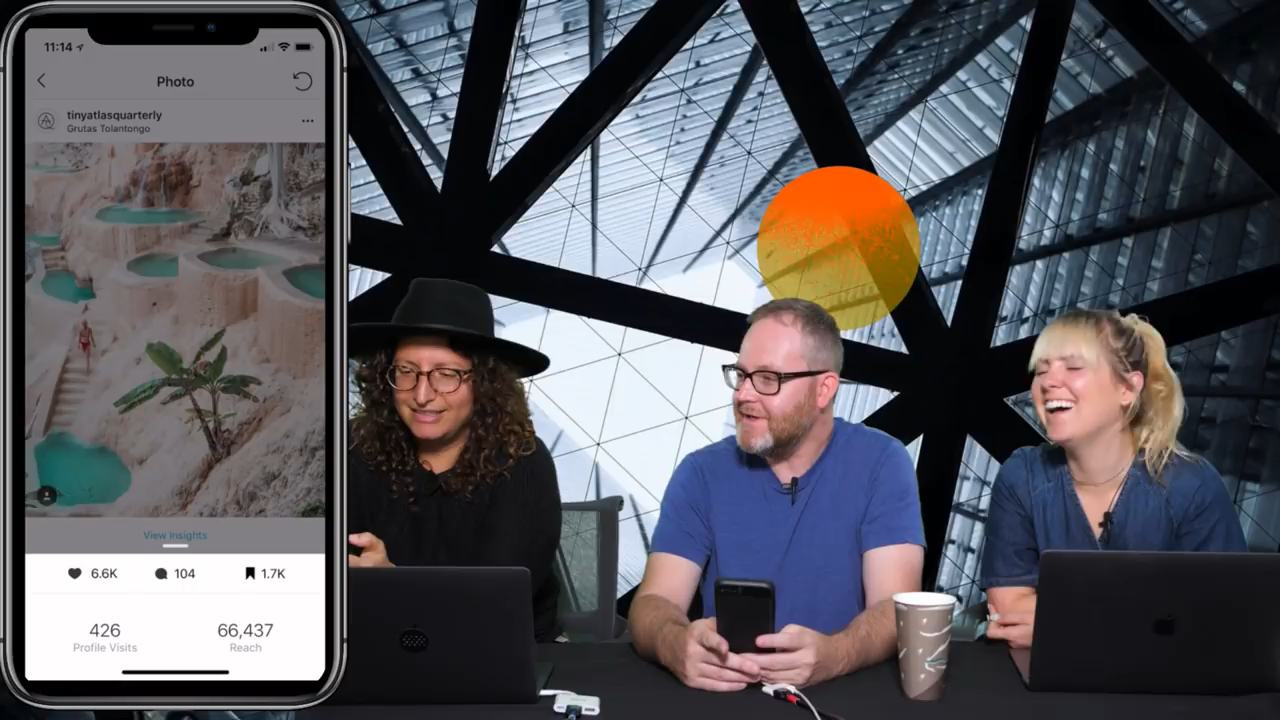 11:14
Photo
tinyatlasquarterly
Grutas Tolantongo
View Insights
6.6K 104 1.7K
426 66,437
Profile Visits Reach